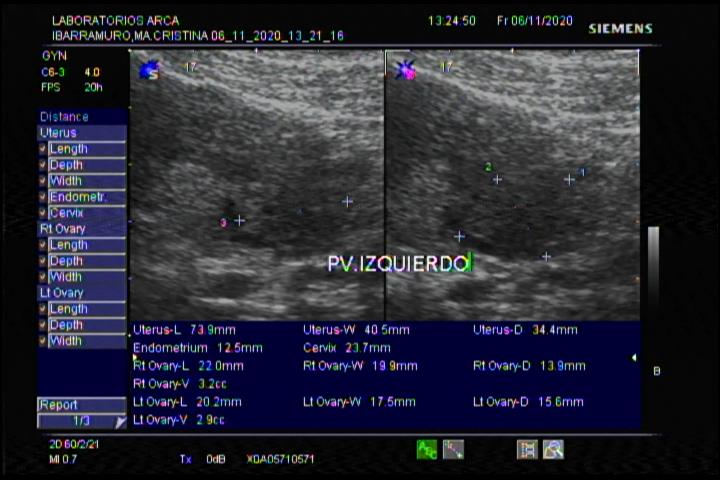 LABORATORIOS ARCA 13:24:50 Fr 06/11/2020 SIEMENS
IBARRAMURO,MA.CRISTINA 06_11_2020_13_21_16
GYN
C6-3 4.0
FPS 20h
17 17
Distance
Uterus
Length
Depth
Width
Endometr.
Cervix
Rt Ovary
Length
Depth
Width
Lt Ovary
Length
Depth
Width
2 1
3
PV.IZQUIERDO
Uterus-L 73.9mm Uterus-W 40.5mm Uterus-D 34.4mm
Endometrium 12.5mm Cervix 23.7mm
Rt Ovary-L 22.0mm Rt Ovary-W 19.9mm Rt Ovary-D 13.9mm
Rt Ovary-V 3.2cc
Lt Ovary-L 20.2mm Lt Ovary-W 17.5mm Lt Ovary-D 15.6mm
Lt Ovary-V 2.9cc
B
Report
1/3
2D 60/2/21
MI 0.7 Tx 0dB X0A05710571